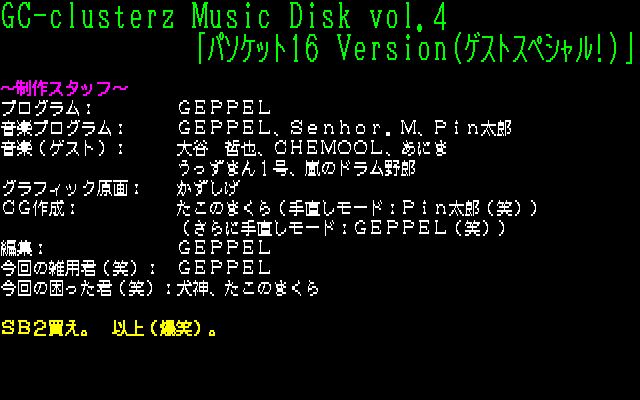 GC-clusterz Music Disk vol.4
「パソケット16 Version(ゲストスペシャル!)」
～制作スタッフ～
プログラム： ＧＥＰＰＥＬ
音楽プログラム： ＧＥＰＰＥＬ、Ｓｅｎｈｏｒ．Ｍ、Ｐｉｎ太郎
音楽（ゲスト）： 大谷　哲也、ＣＨＥＭＯＯＬ、あにき
うっずまん１号、嵐のドラム野郎
グラフィック原画： かずしげ
ＣＧ作成： たこのまくら（手直しモード：Ｐｉｎ太郎（笑））
（さらに手直しモード：ＧＥＰＰＥＬ（笑））
編集： ＧＥＰＰＥＬ
今回の雑用君（笑）： ＧＥＰＰＥＬ
今回の困った君（笑）：犬神、たこのまくら
ＳＢ２買え。　以上（爆笑）。